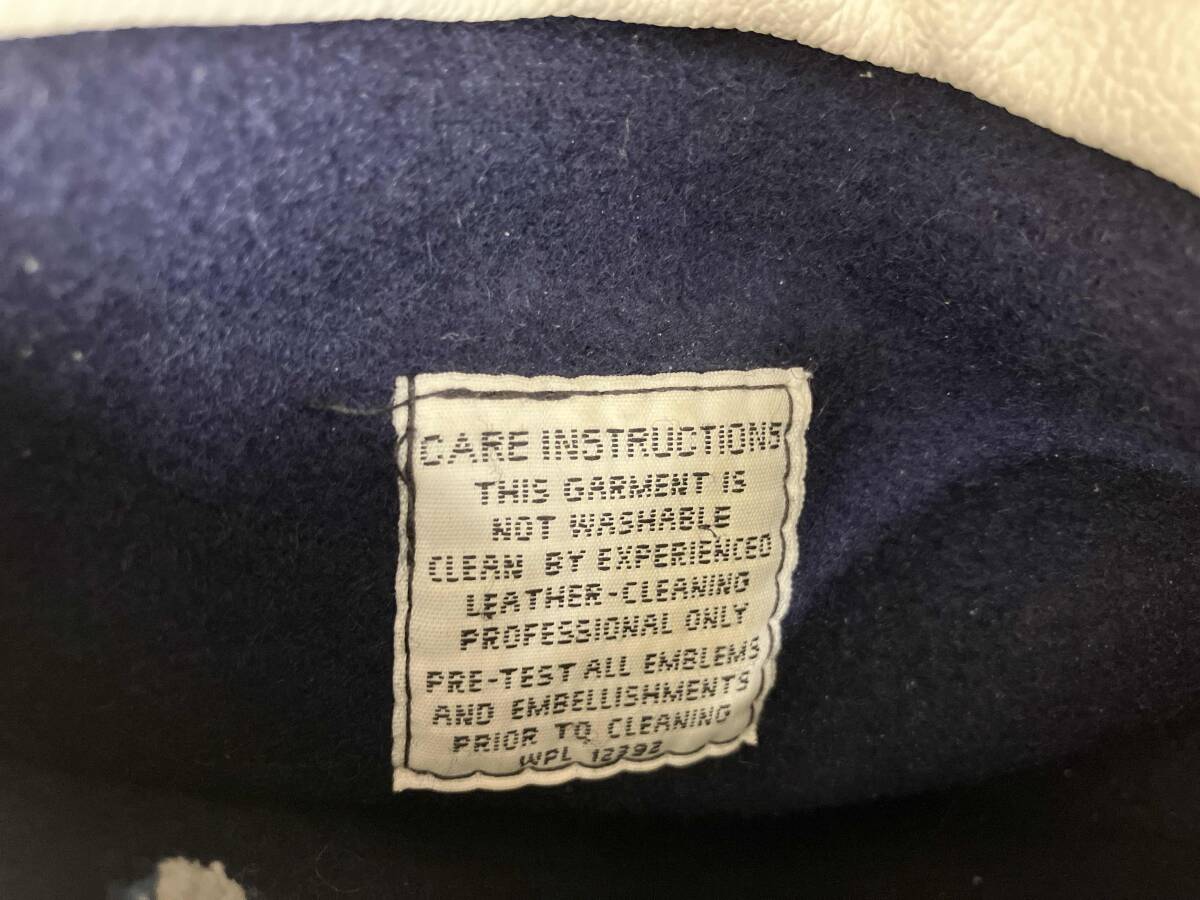 CARE INSTRUCTIONS
THIS GARMENT IS
NOT WASHABLE
CLEAN BY EXPERIENCED
LEATHER-CLEANING
PROFESSIONAL ONLY
PRE-TEST ALL EMBLEMS
AND EMBELLISHMENTS
PRIOR TO CLEANING
WPL 12392